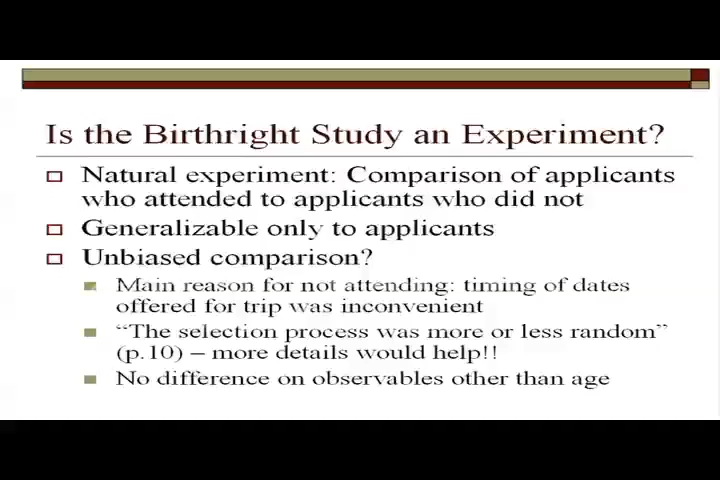 Is the Birthright Study an Experiment?
Natural experiment: Comparison of applicants
who attended to applicants who did not
Generalizable only to applicants
Unbiased comparison?
Main reason for not attending: timing of dates
offered for trip was inconvenient
“The selection process was more or less random”
(p.10) – more details would help!!
No difference on observables other than age